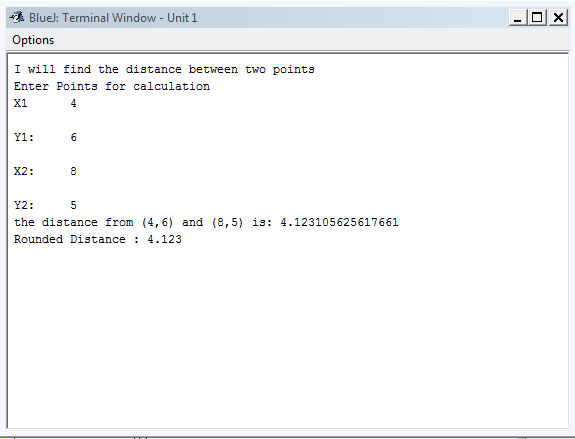 BlueJ: Terminal Window - Unit 1
Options
I will find the distance between two points
Enter Points for calculation
X1 4
Y1: 6
X2: 8
Y2: 5
the distance from (4,6) and (8,5) is: 4.123105625617661
Rounded Distance : 4.123